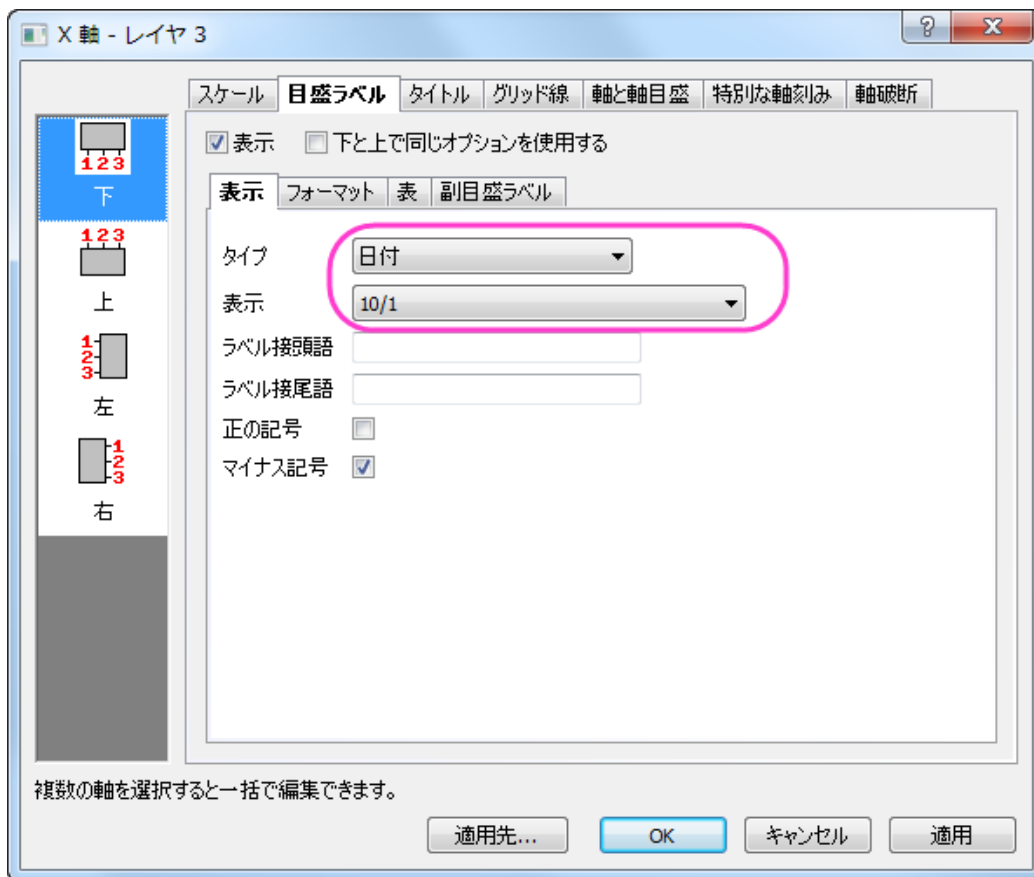 X 軸 - レイヤ 3
スケール 目盛ラベル タイトル グリッド線 軸と軸目盛 特別な軸刻み 軸破断
123
下
123
上
1
2
3
左
1
2
3
右
表示 下と上で同じオプションを使用する
表示 フォーマット 表 副目盛ラベル
タイプ 日付
表示 10/1
ラベル接頭語
ラベル接尾語
正の記号
マイナス記号
複数の軸を選択すると一括で編集できます。
適用先... OK キャンセル 適用